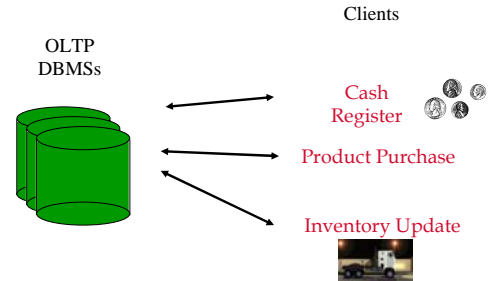 Clients
OLTP
DBMSs
Cash
Register
Product Purchase
Inventory Update